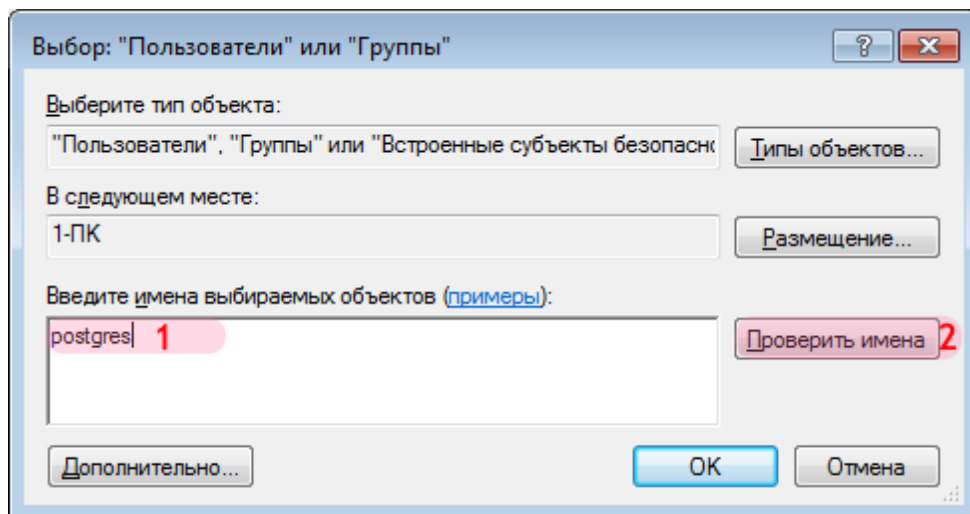 Выбор: "Пользователи" или "Группы"
Выберите тип объекта:
"Пользователи", "Группы" или "Встроенные субъекты безопасно
Типы объектов...
В следующем месте:
1-ПК
Размещение...
Введите имена выбираемых объектов (примеры):
postgres 1
Проверить имена 2
Дополнительно...
ОК
Отмена